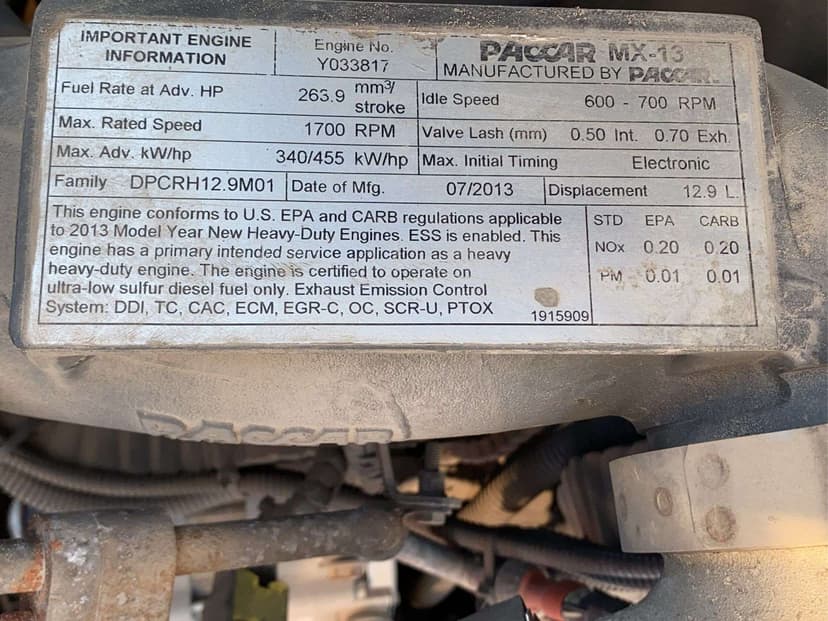 IMPORTANT ENGINE
INFORMATION
Engine No.
Y033817
PACCAR MX-13
MANUFACTURED BY PACCAR
Fuel Rate at Adv. HP 263.9 mm3/
stroke
Idle Speed 600 - 700 RPM
Max. Rated Speed 1700 RPM
Valve Lash (mm) 0.50 Int. 0.70 Exh.
Max. Adv. kW/hp 340/455 kW/hp
Max. Initial Timing Electronic
Family DPCRH12.9M01
Date of Mfg. 07/2013
Displacement 12.9 L.
This engine conforms to U.S. EPA and CARB regulations applicable
to 2013 Model Year New Heavy-Duty Engines. ESS is enabled. This
engine has a primary intended service application as a heavy
heavy-duty engine. The engine is certified to operate on
ultra-low sulfur diesel fuel only. Exhaust Emission Control
System: DDI, TC, CAC, ECM, EGR-C, OC, SCR-U, PTOX
1915909
STD EPA CARB
NOx 0.20 0.20
PM 0.01 0.01
PACCAR